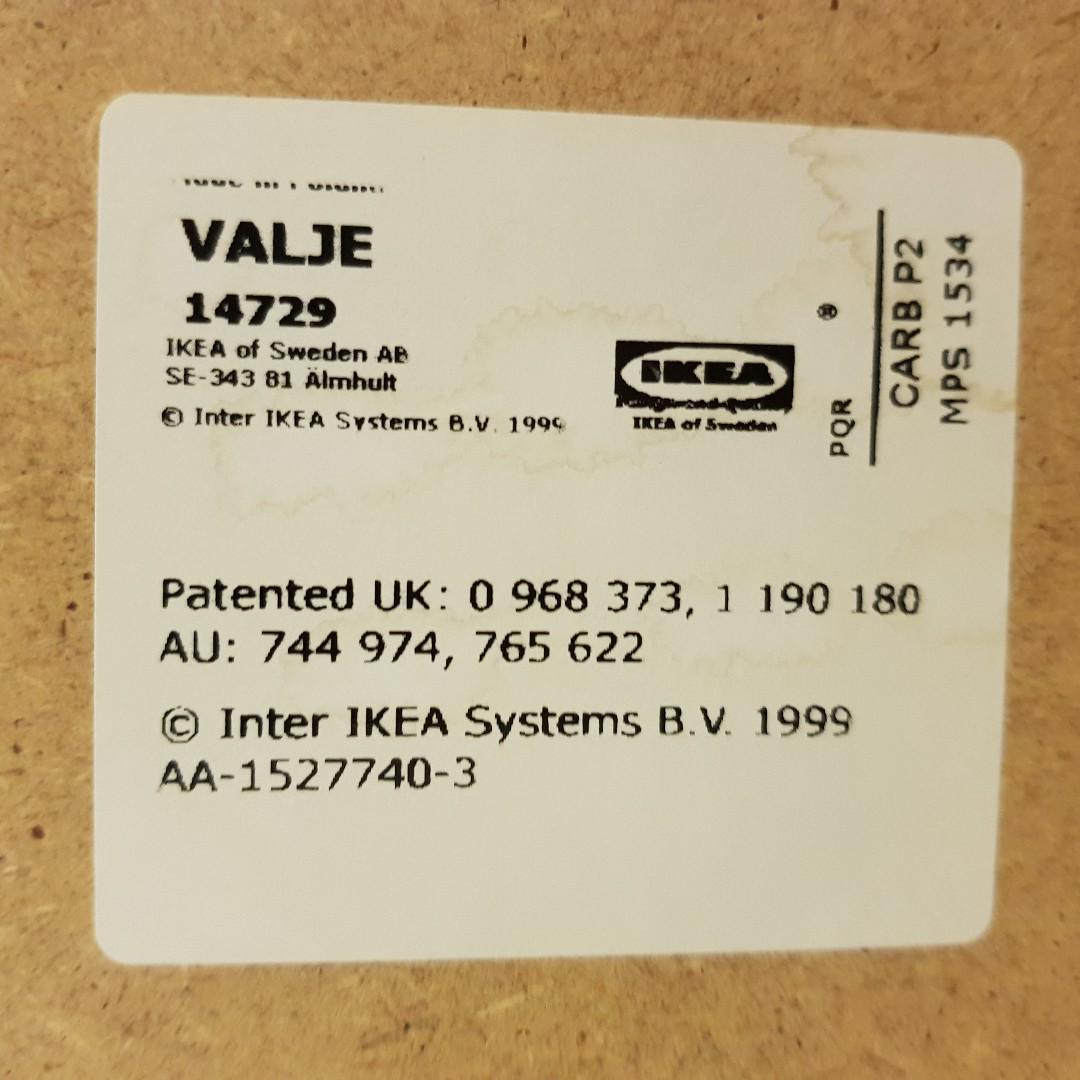 VALJE
14729
IKEA of Sweden AB
SE-343 81 Älmhult
© Inter IKEA Systems B.V. 1999
IKEA
®
IKEA of Sweden
PQR
CARB P2
MPS 1534
Patented UK: 0 968 373, 1 190 180
AU: 744 974, 765 622
© Inter IKEA Systems B.V. 1999
AA-1527740-3